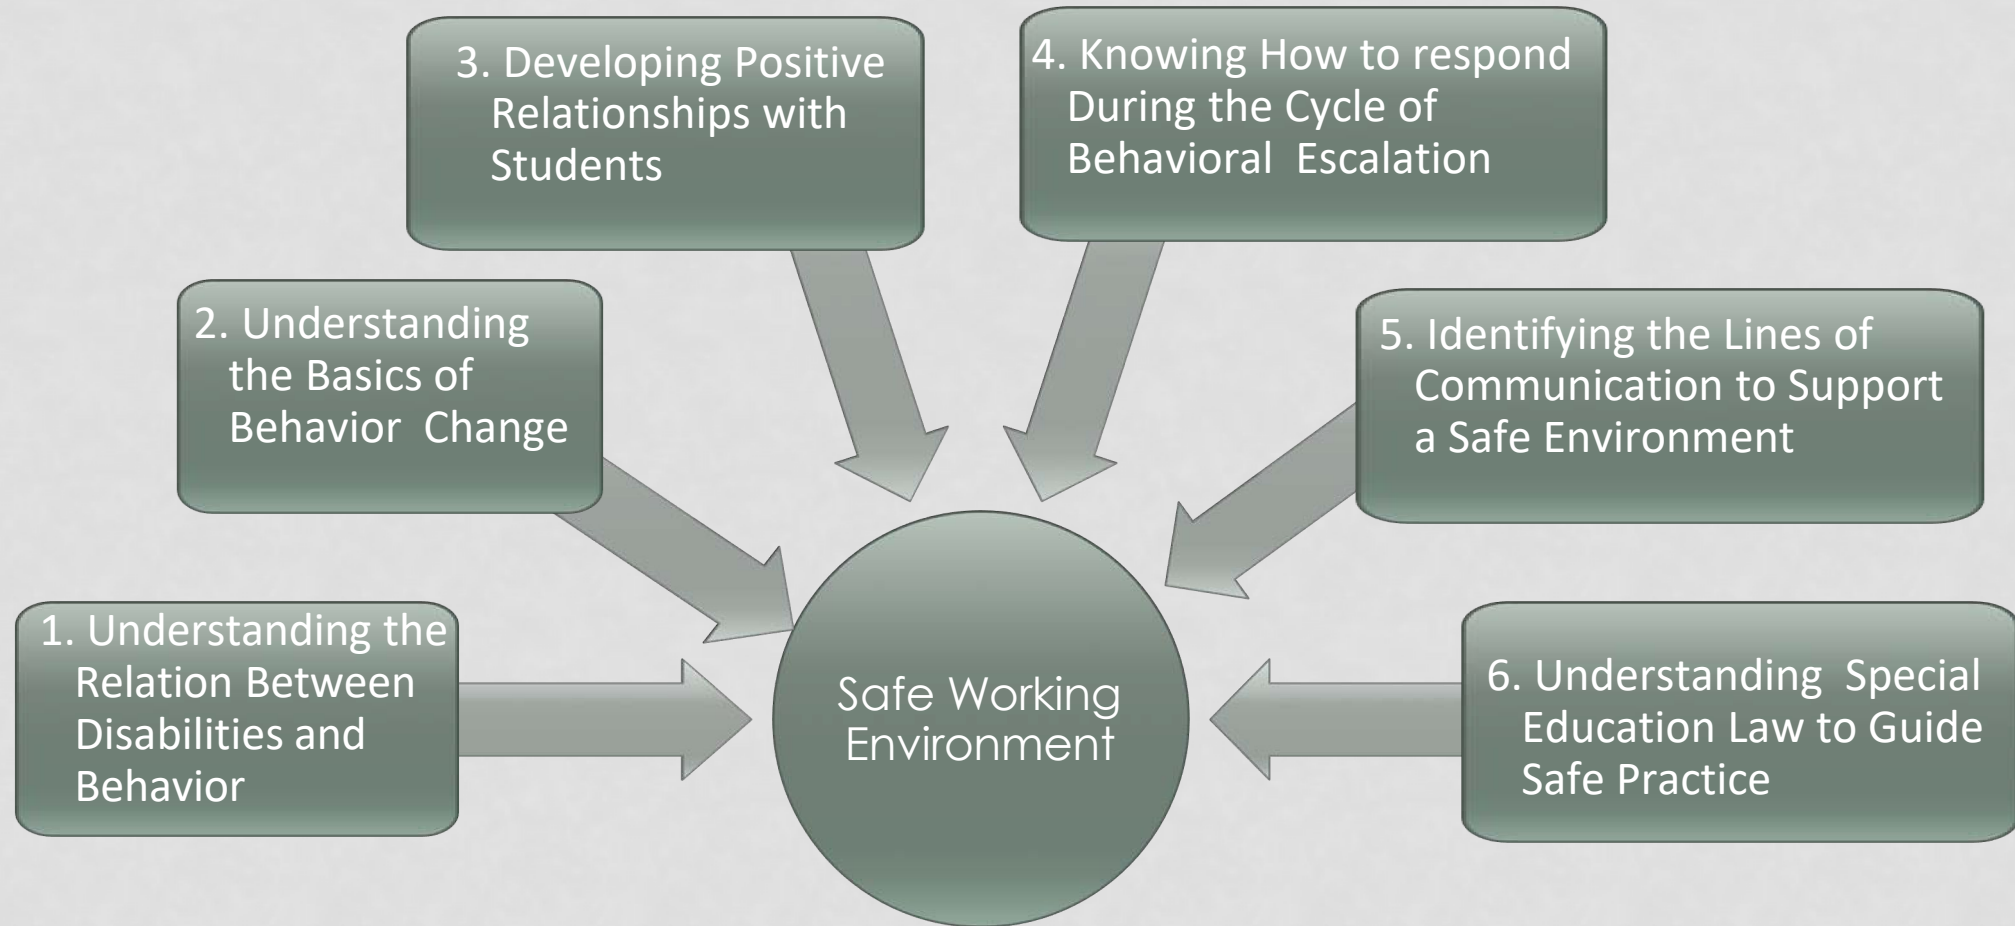 1. Understanding the
Relation Between
Disabilities and
Behavior
2. Understanding
the Basics of
Behavior  Change
3. Developing Positive
Relationships with
Students
4. Knowing How to respond
During the Cycle of
Behavioral  Escalation
5. Identifying the Lines of
Communication to Support
a Safe Environment
6. Understanding  Special
Education Law to Guide
Safe Practice
Safe Working
Environment